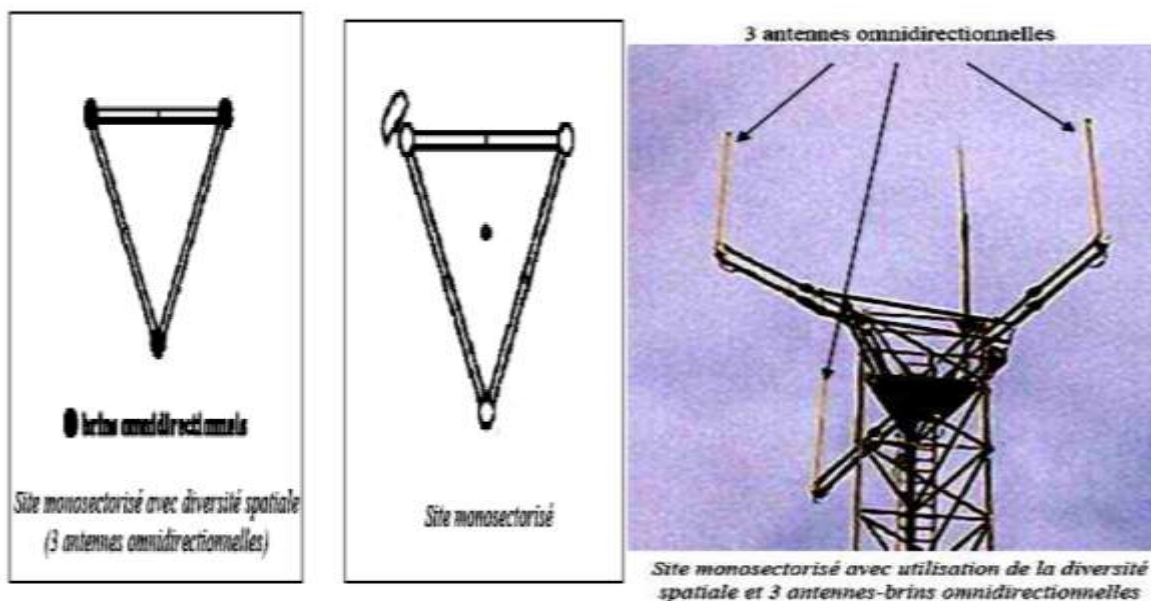 brins omnidirectionnels
Site monosectorisé avec diversité spatiale
(3 antennes omnidirectionnelles)
Site monosectorisé
3 antennes omnidirectionnelles
Site monosectorisé avec utilisation de la diversité
spatiale et 3 antennes-brins omnidirectionnelles